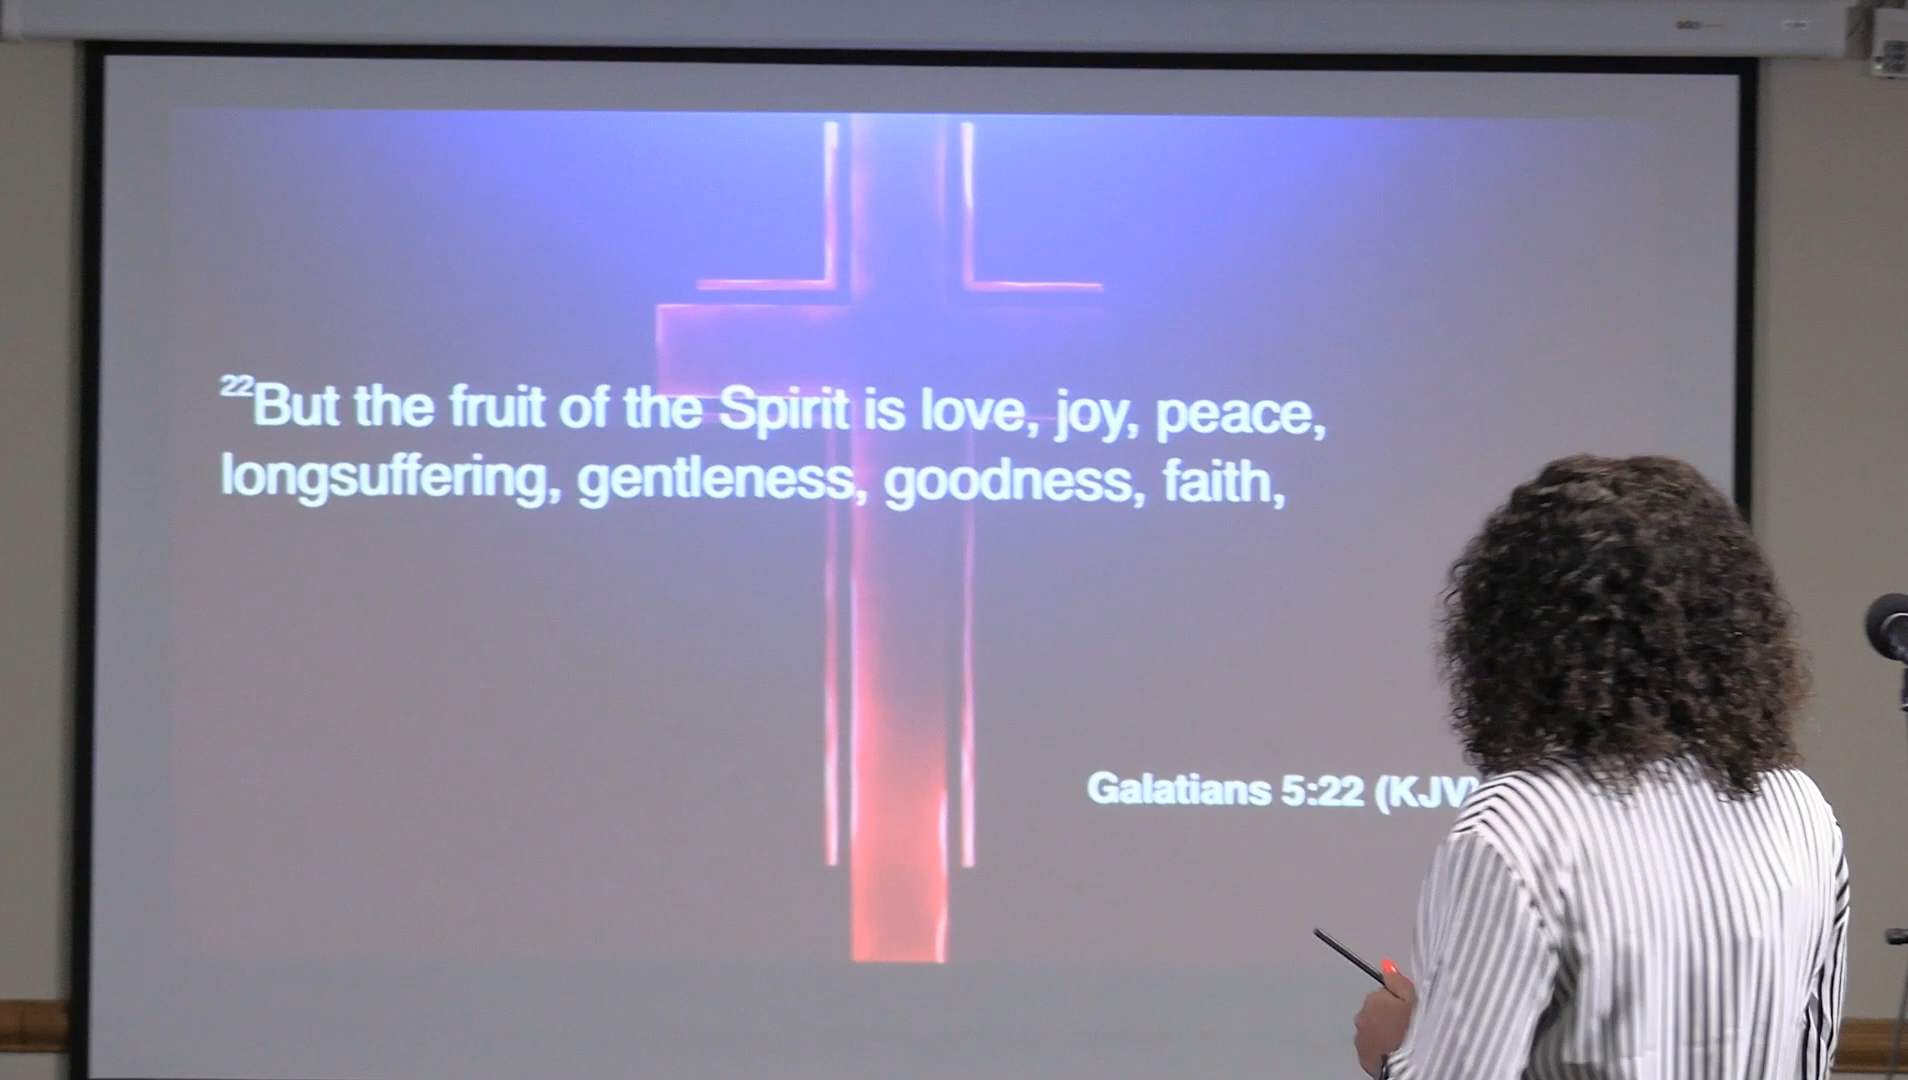 22But the fruit of the Spirit is love, joy, peace,
longsuffering, gentleness, goodness, faith,
Galatians 5:22 (KJV)